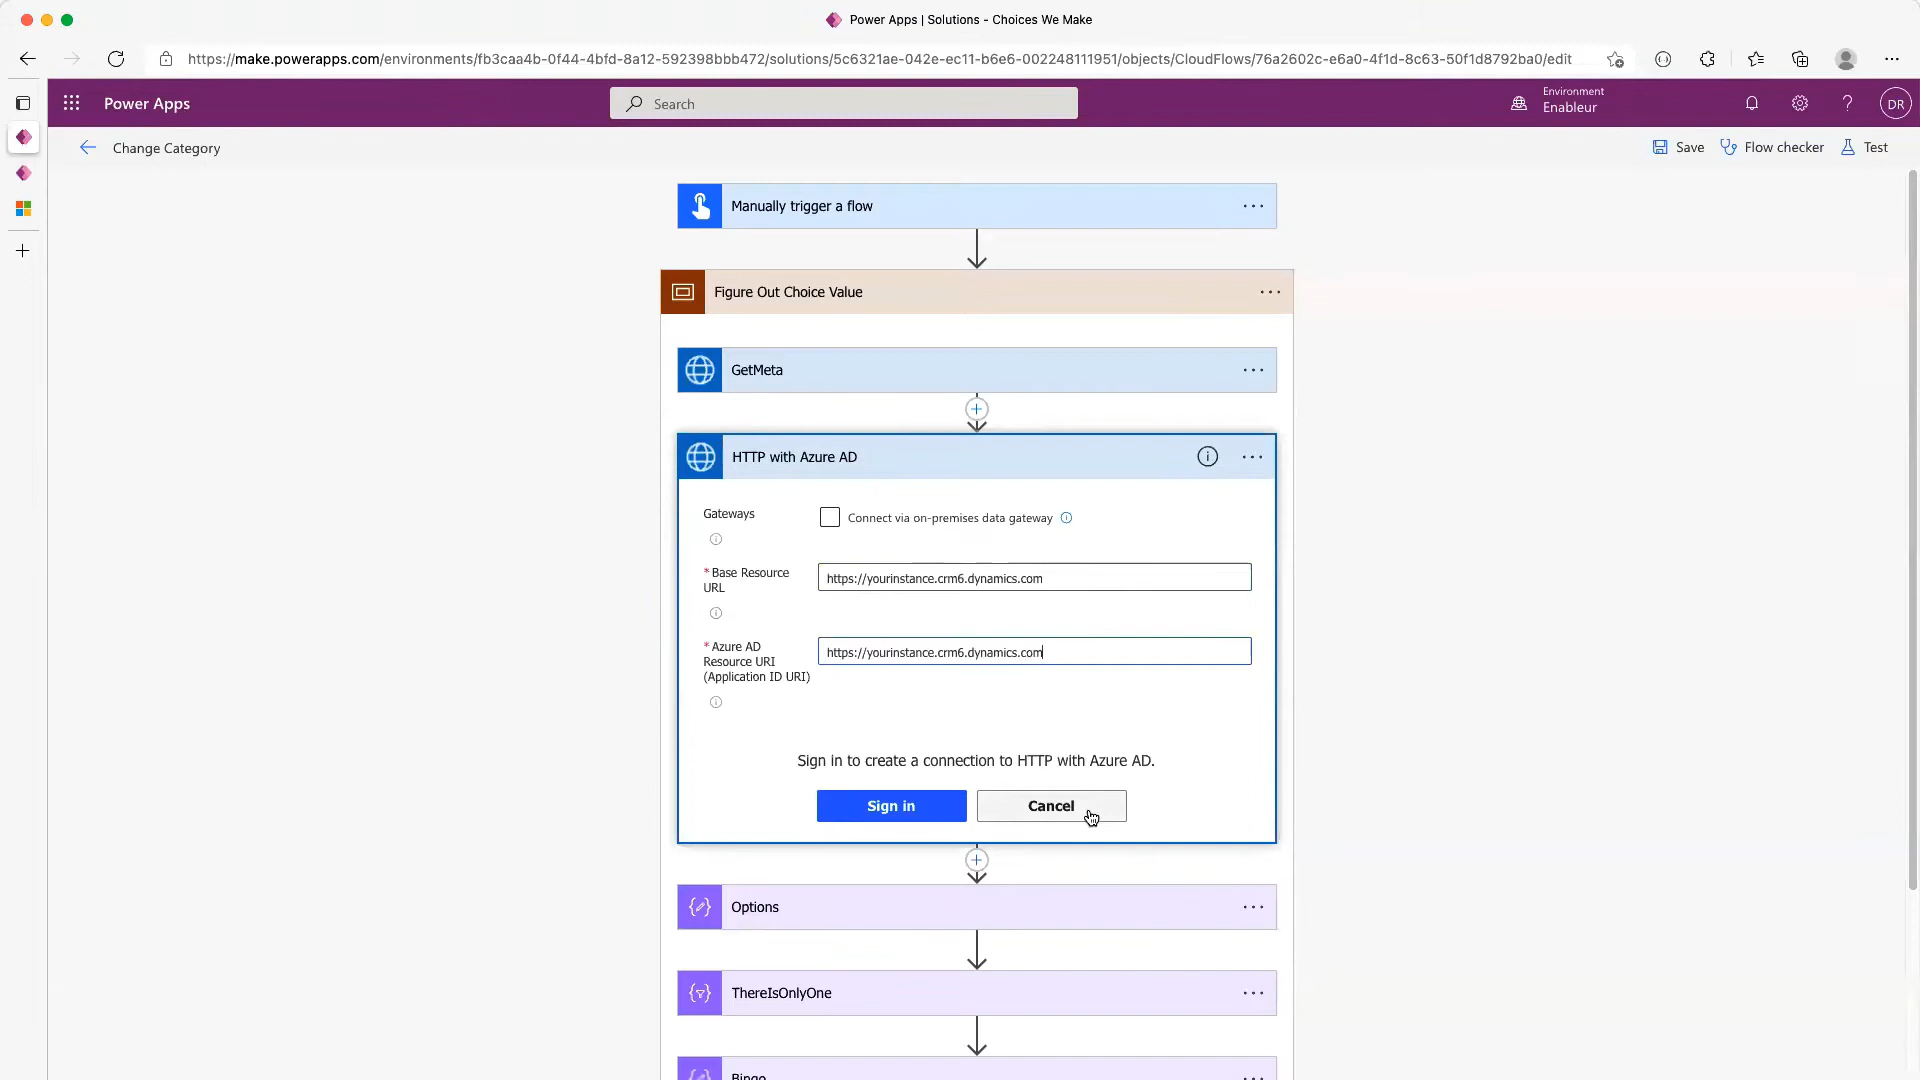 Power Apps | Solutions - Choices We Make
https://make.powerapps.com/environments/fb3caa4b-0f44-4bfd-8a12-592398bbb472/solutions/5c6321ae-042e-ec11-b6e6-002248111951/objects/CloudFlows/76a2602c-e6a0-4f1d-8c63-50f1d8792ba0/edit
Power Apps
Search
Environment
Enableur
DR
Change Category
Save
Flow checker
Test
Manually trigger a flow
Figure Out Choice Value
GetMeta
HTTP with Azure AD
Gateways
Connect via on-premises data gateway
* Base Resource
URL
https://yourinstance.crm6.dynamics.com
* Azure AD
Resource URI
(Application ID URI)
https://yourinstance.crm6.dynamics.com
Sign in to create a connection to HTTP with Azure AD.
Sign in
Cancel
Options
ThereIsOnlyOne
Bingo